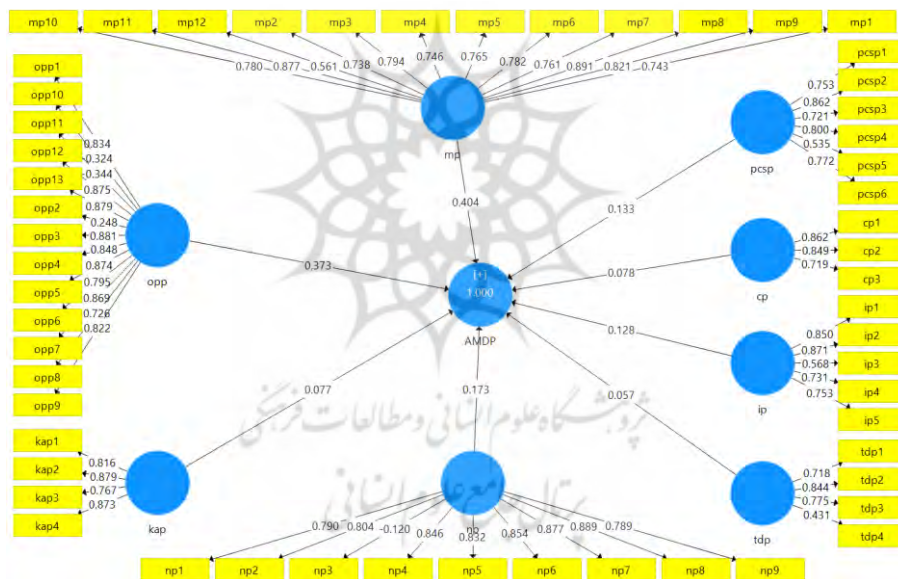 mp10 mp11 mp12 mp2 mp3 mp4 mp5 mp6 mp7 mp8 mp9 mp1
0.780 0.877 0.561 0.738 0.794 0.746 0.765 0.782 0.761 0.891 0.821 0.743
mp
opp1
opp10
opp11
opp12
opp13
opp2
opp3
opp4
opp5
opp6
opp7
opp8
opp9
0.834
0.324
0.344
0.875
0.879
0.248
0.881
0.848
0.874
0.795
0.869
0.726
0.822
opp
pcsp1
pcsp2
pcsp3
pcsp4
pcsp5
pcsp6
0.753
0.862
0.721
0.800
0.535
0.772
pcsp
0.404
0.133
0.373
0.078
0.128
0.077
0.173
0.057
[+]
1.000
AMDP
cp1
cp2
cp3
0.862
0.849
0.719
cp
ip1
ip2
ip3
ip4
ip5
0.850
0.871
0.568
0.731
0.753
ip
پژوهشگاه علوم انسانی و مطالعات فرهنگی
پرتال جامع علوم انسانی
kap1
kap2
kap3
kap4
0.816
0.879
0.767
0.873
kap
np
tdp1
tdp2
tdp3
tdp4
0.718
0.844
0.775
0.431
tdp
0.790 0.804 -0.120 0.846 0.832 0.854 0.877 0.889 0.789
np1 np2 np3 np4 np5 np6 np7 np8 np9